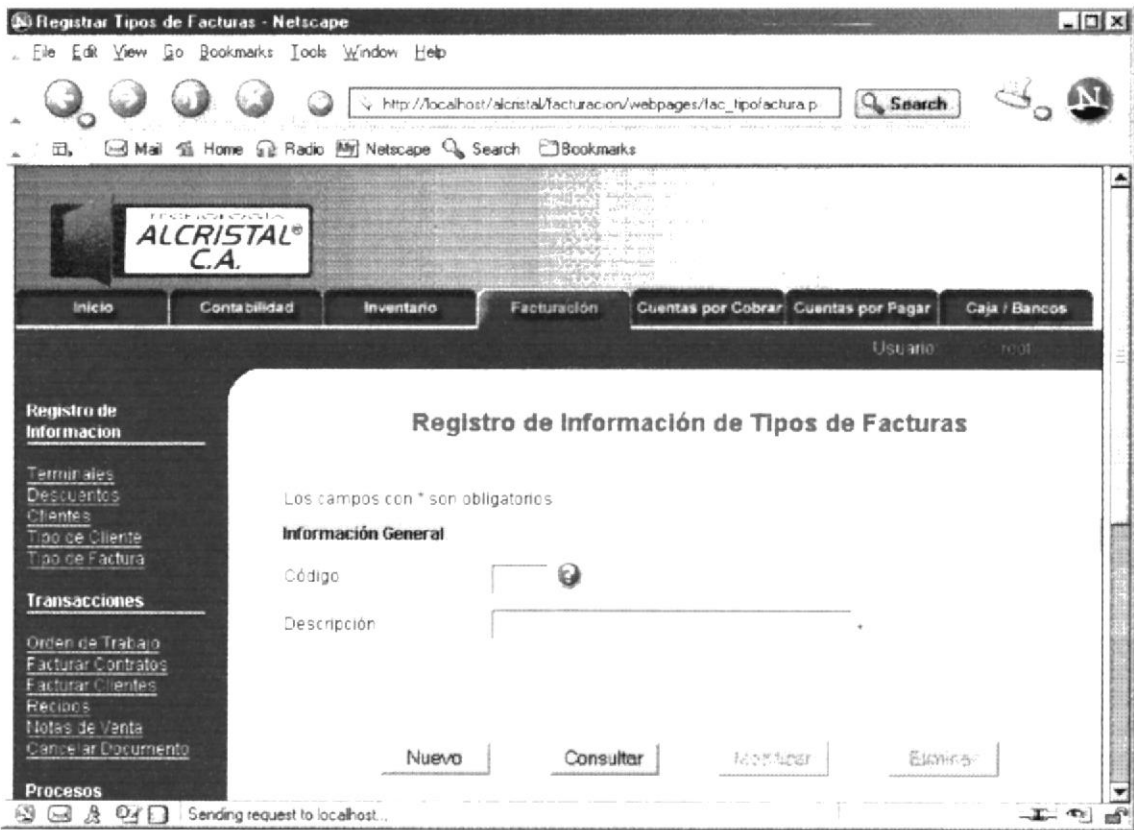 Registrar Tipos de Facturas - Netscape
File Edit View Go Bookmarks Tools Window Help
http://localhost/alcristal/facturacion/webpages/fac_tipofactura.p Search N
Mail Home Radio My Netscape Search Bookmarks
ALCRISTAL®
C.A.
Inicio Contabilidad Inventario Facturación Cuentas por Cobrar Cuentas por Pagar Caja / Bancos
Usuario: root
Registro de
Informacion
Terminales
Descuentos
Clientes
Tipo de Cliente
Tipo de Factura
Transacciones
Orden de Trabajo
Facturar Contratos
Facturar Clientes
Recibos
Notas de Venta
Cancelar Documento
Procesos
Registro de Información de Tipos de Facturas
Los campos con * son obligatorios
Información General
Código
Descripción *
Nuevo Consultar Modificar Eliminar
Sending request to localhost...